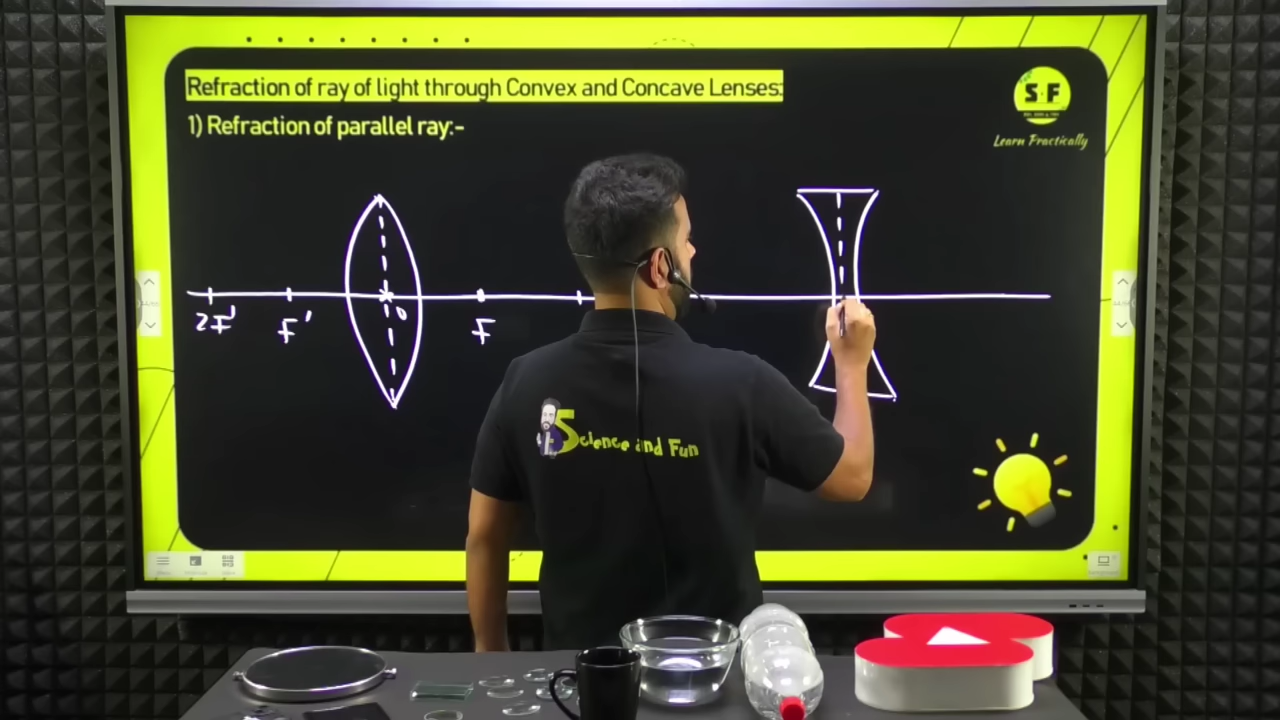 Refraction of ray of light through Convex and Concave Lenses:
1) Refraction of parallel ray:-
S F
Learn Practically
2F' F' O F
Science and Fun